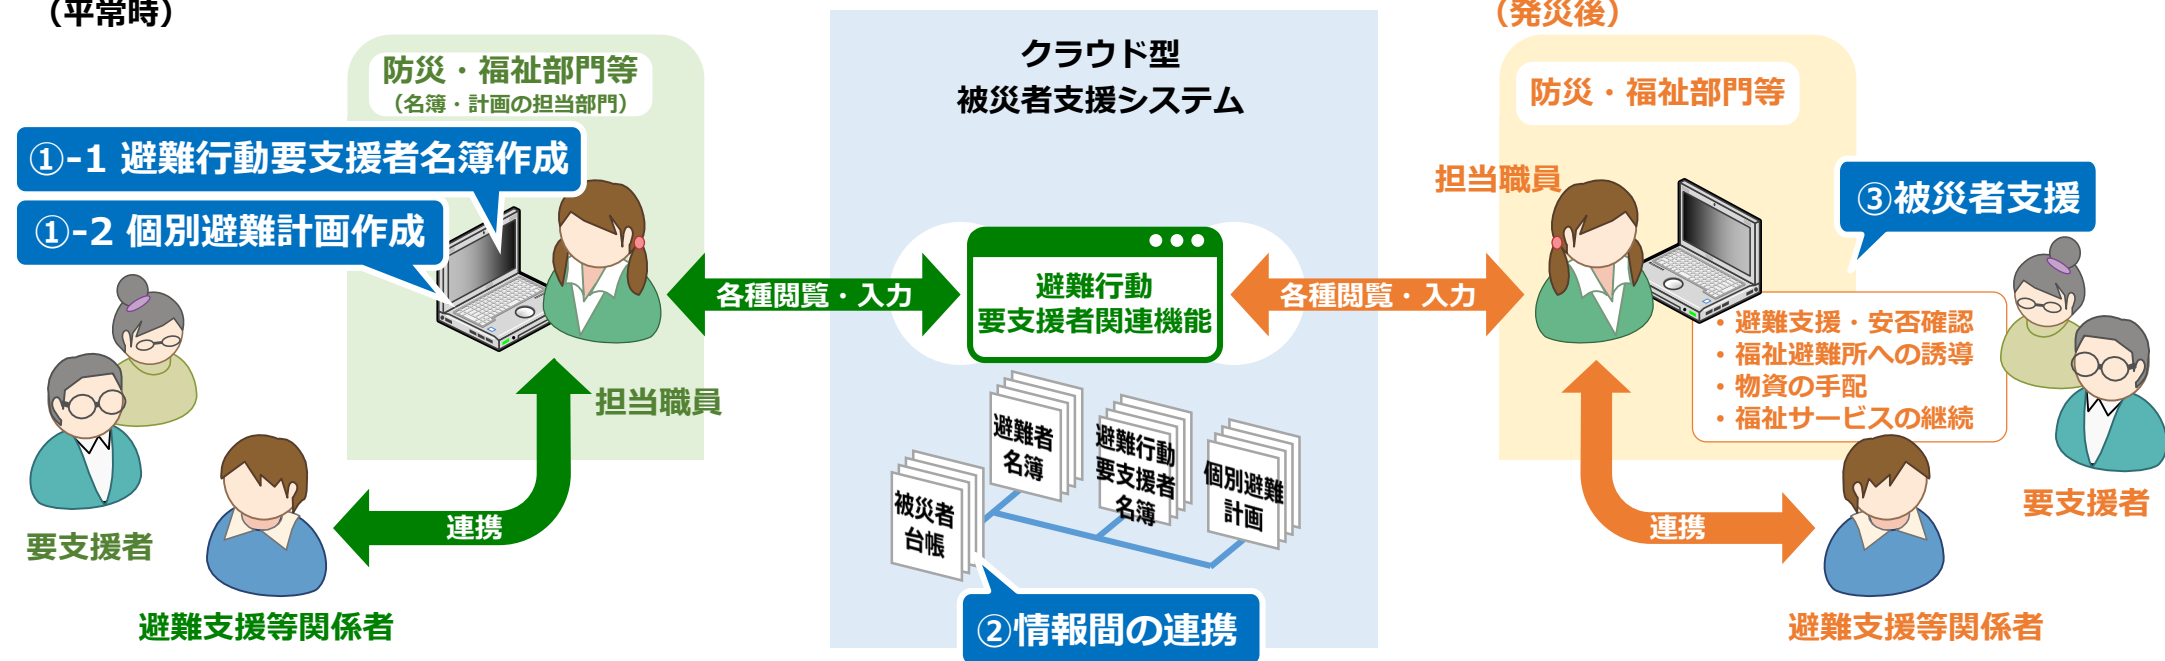 （平常時）
防災・福祉部門等
（名簿・計画の担当部門）
①-1 避難行動要支援者名簿作成
①-2 個別避難計画作成
担当職員
要支援者
避難支援等関係者
連携
各種閲覧・入力
クラウド型
被災者支援システム
避難行動
要支援者関連機能
避難者
名簿
避難行動
要支援者
名簿
個別避難
計画
被災者
台帳
②情報間の連携
各種閲覧・入力
（発災後）
防災・福祉部門等
担当職員
③被災者支援
・避難支援・安否確認
・福祉避難所への誘導
・物資の手配
・福祉サービスの継続
要支援者
連携
避難支援等関係者